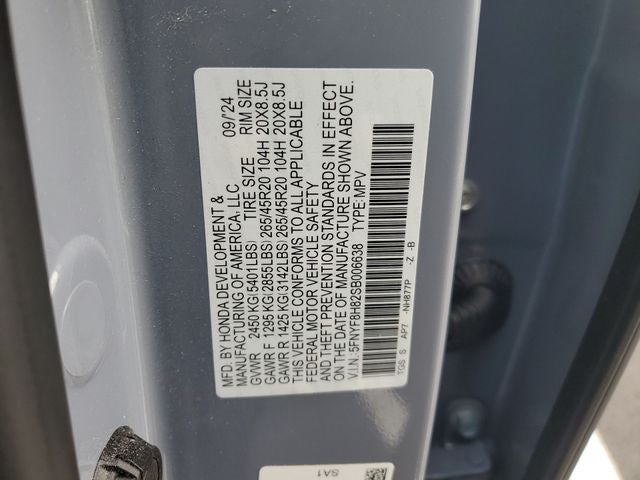 MFD. BY HONDA DEVELOPMENT &
MANUFACTURING OF AMERICA, LLC 09/'24
GVWR 2450 KG(5401LBS) TIRE SIZE RIM SIZE
GAWR F 1295 KG(2855LBS) 265/45R20 104H 20X8.5J
GAWR R 1425 KG(3142LBS) 265/45R20 104H 20X8.5J
THIS VEHICLE CONFORMS TO ALL APPLICABLE
FEDERAL MOTOR VEHICLE SAFETY
AND THEFT PREVENTION STANDARDS IN EFFECT
ON THE DATE OF MANUFACTURE SHOWN ABOVE.
V.I.N. 5FNYF8H82SB006638 TYPE:MPV
TGS S AP7 -NH877P -Z -B
SA1